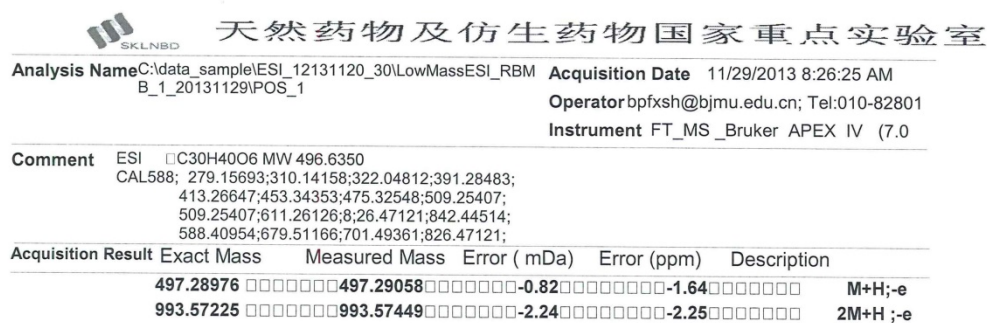 SKLNBD 天然药物及仿生药物国家重点实验室
Analysis Name C:\data_sample\ESI_12131120_30\LowMassESI_RBM
B_1_20131129\POS_1
Acquisition Date 11/29/2013 8:26:25 AM
Operator bpfxsh@bjmu.edu.cn; Tel:010-82801
Instrument FT_MS _Bruker APEX IV (7.0
Comment ESI □C30H40O6 MW 496.6350
CAL588; 279.15693;310.14158;322.04812;391.28483;
413.26647;453.34353;475.32548;509.25407;
509.25407;611.26126;8;26.47121;842.44514;
588.40954;679.51166;701.49361;826.47121;
Acquisition Result Exact Mass Measured Mass Error ( mDa) Error (ppm) Description
497.28976 □□□□□□□497.29058□□□□□□□-0.82□□□□□□□□-1.64□□□□□□□ M+H;-e
993.57225 □□□□□□□993.57449□□□□□□□-2.24□□□□□□□□-2.25□□□□□□□ 2M+H ;-e